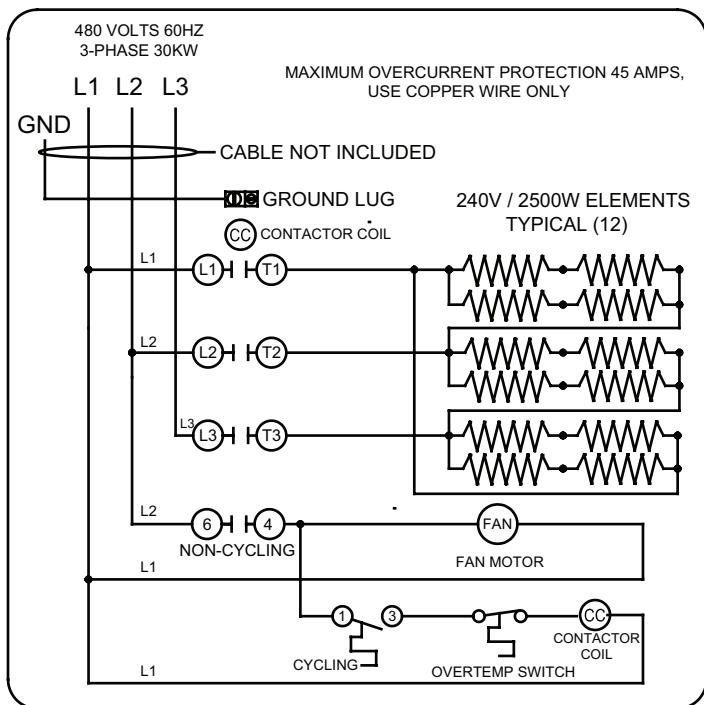 480 VOLTS 60HZ
3-PHASE 30KW
L1 L2 L3
MAXIMUM OVERCURRENT PROTECTION 45 AMPS,
USE COPPER WIRE ONLY
GND
CABLE NOT INCLUDED
GROUND LUG
240V / 2500W ELEMENTS
TYPICAL (12)
CC CONTACTOR COIL
L1
L1 T1
L2
L2 T2
L3
L3 T3
L2
6 4
NON-CYCLING
FAN
FAN MOTOR
L1
1 3
CC
CONTACTOR
COIL
CYCLING
OVERTEMP SWITCH
L1